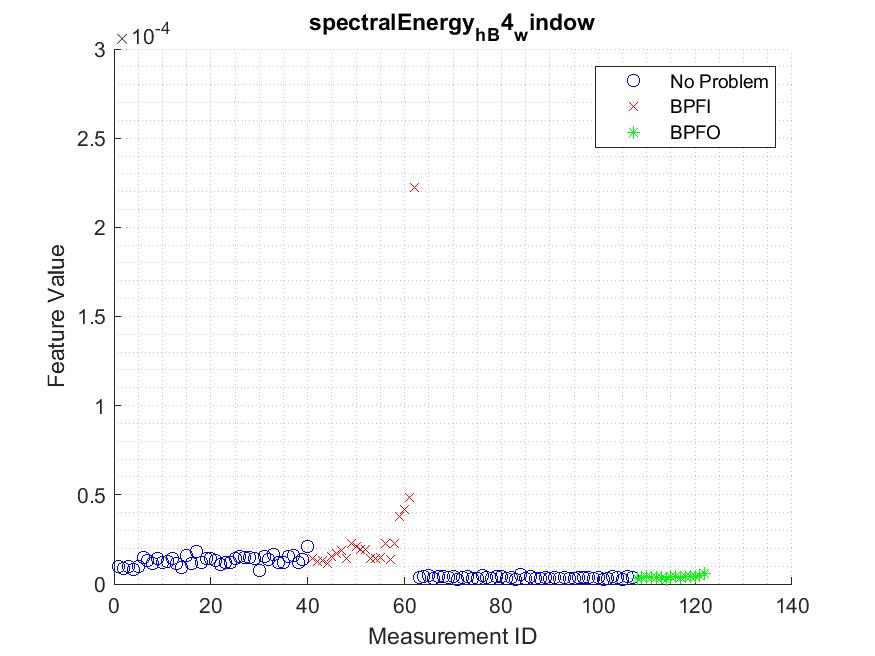 spectralEnergy_hB4_window
×10^-4
3
2.5
2
1.5
1
0.5
0
Feature Value
No Problem
BPFI
BPFO
0 20 40 60 80 100 120 140
Measurement ID